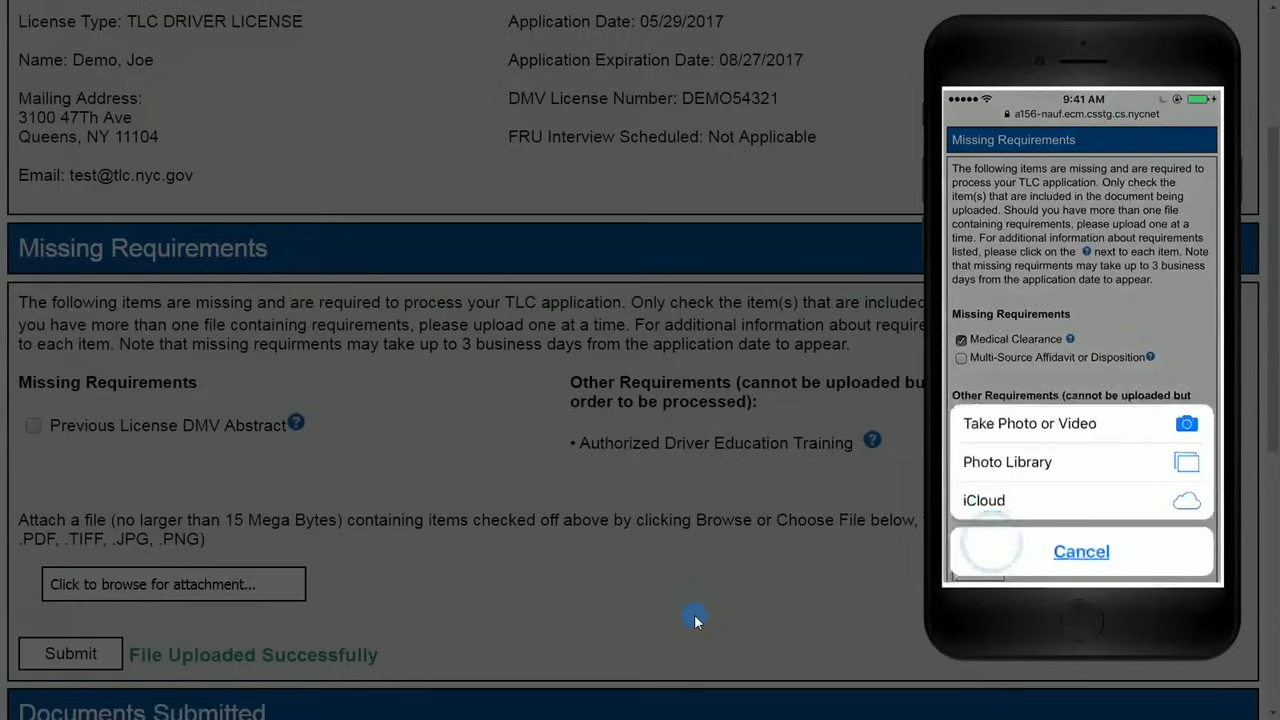 License Type: TLC DRIVER LICENSE
Application Date: 05/29/2017
Name: Demo, Joe
Application Expiration Date: 08/27/2017
Mailing Address:
3100 47Th Ave
Queens, NY 11104
DMV License Number: DEMO54321
FRU Interview Scheduled: Not Applicable
Email: test@tlc.nyc.gov
Missing Requirements
The following items are missing and are required to process your TLC application. Only check the item(s) that are included
you have more than one file containing requirements, please upload one at a time. For additional information about require
to each item. Note that missing requirments may take up to 3 business days from the application date to appear.
Missing Requirements
Previous License DMV Abstract
Other Requirements (cannot be uploaded bu
order to be processed):
• Authorized Driver Education Training
Attach a file (no larger than 15 Mega Bytes) containing items checked off above by clicking Browse or Choose File below,
.PDF, .TIFF, .JPG, .PNG)
Click to browse for attachment...
Submit
File Uploaded Successfully
Documents Submitted
9:41 AM
a156-nauf.ecm.csstg.cs.nycnet
Missing Requirements
The following items are missing and are required to
process your TLC application. Only check the
item(s) that are included in the document being
uploaded. Should you have more than one file
containing requirements, please upload one at a
time. For additional information about requirements
listed, please click on the ? next to each item. Note
that missing requirments may take up to 3 business
days from the application date to appear.
Missing Requirements
Medical Clearance ?
Multi-Source Affidavit or Disposition ?
Other Requirements (cannot be uploaded but
Take Photo or Video
Photo Library
iCloud
Cancel